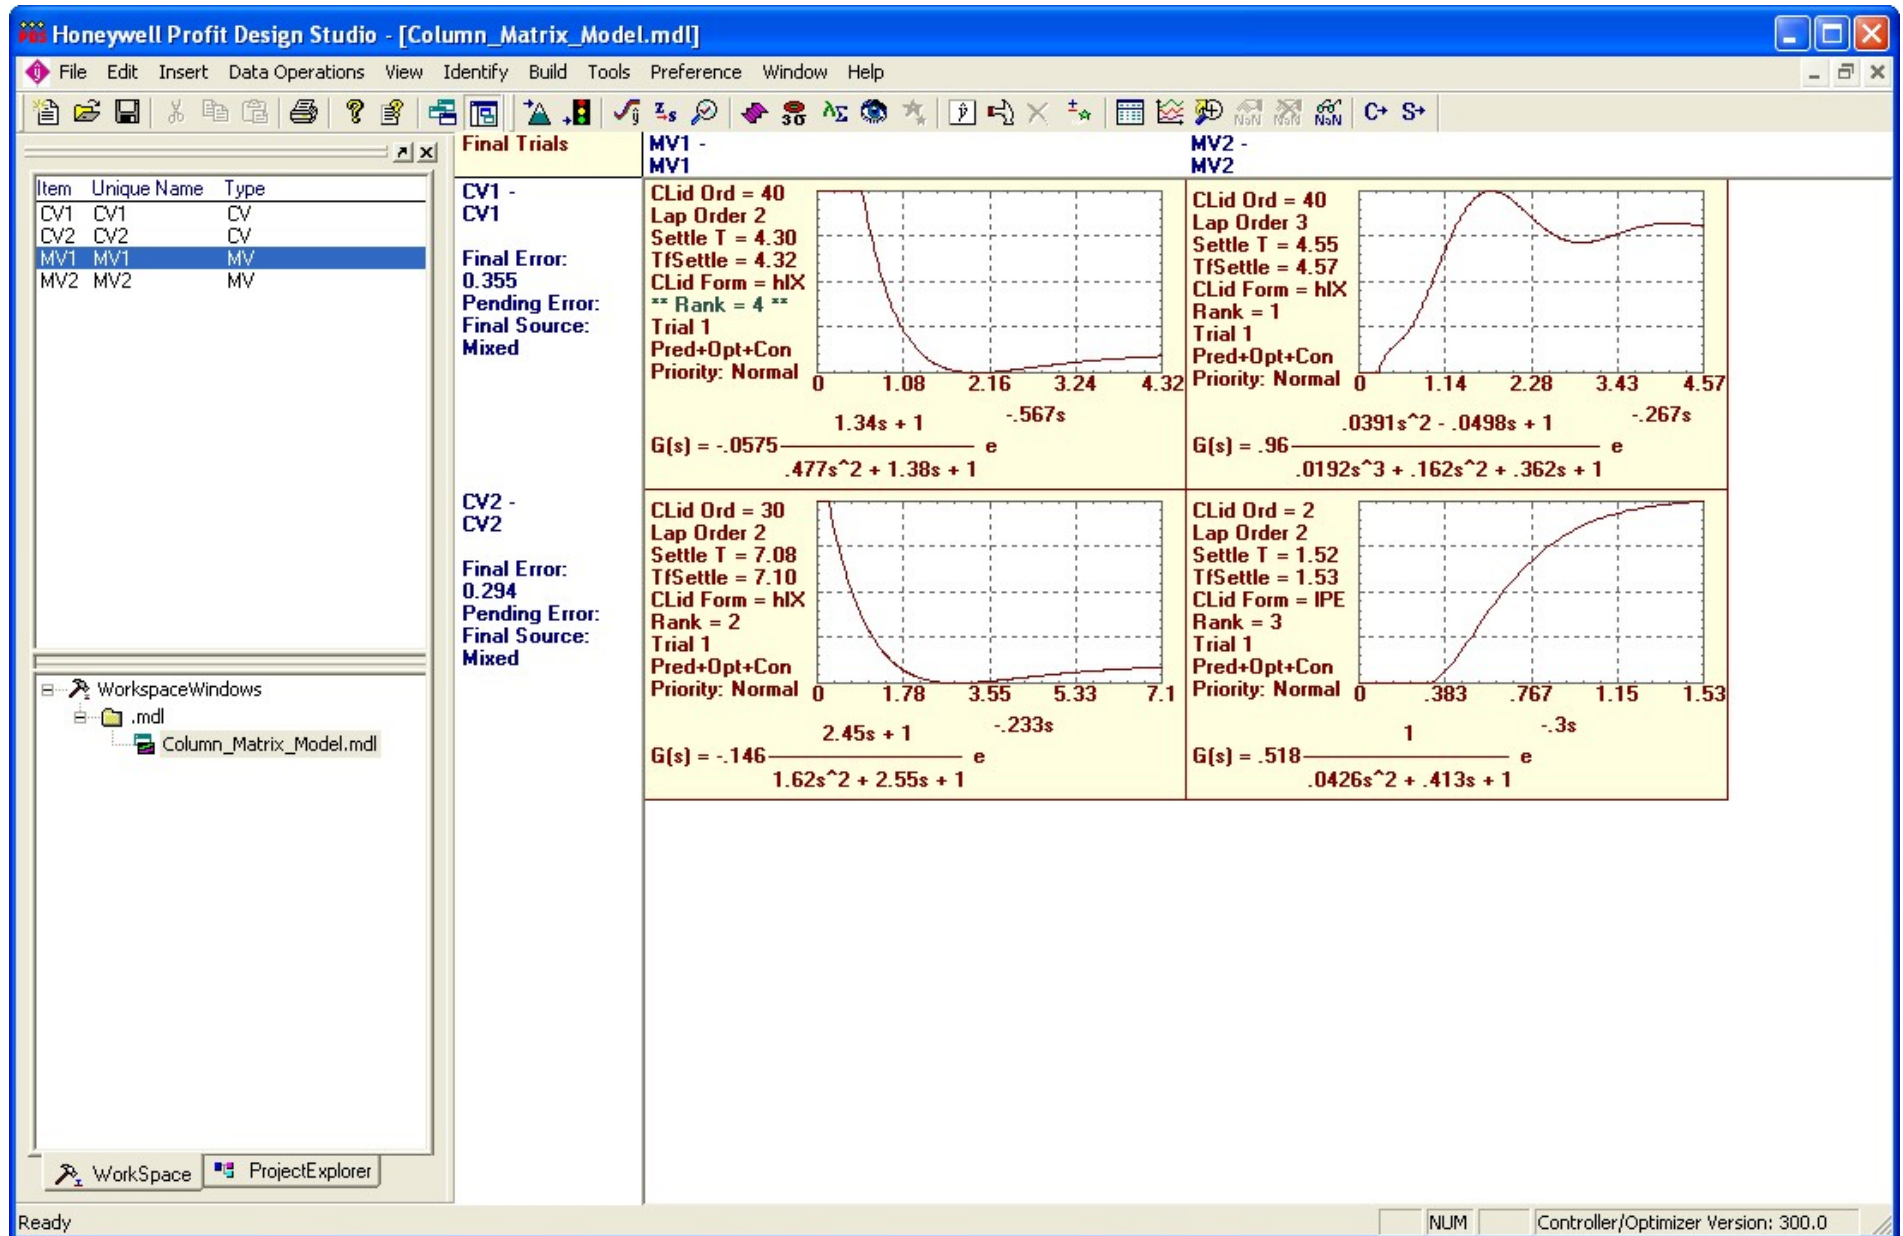 Honeywell Profit Design Studio - [Column_Matrix_Model.mdl]
File Edit Insert Data Operations View Identify Build Tools Preference Window Help
C+ S+
Item Unique Name Type
CV1 CV1 CV
CV2 CV2 CV
MV1 MV1 MV
MV2 MV2 MV
WorkspaceWindows
.mdl
Column_Matrix_Model.mdl
WorkSpace ProjectExplorer
Final Trials
MV1 -
MV1
MV2 -
MV2
CV1 -
CV1
Final Error:
0.355
Pending Error:
Final Source:
Mixed
CLid Ord = 40
Lap Order 2
Settle T = 4.30
TfSettle = 4.32
CLid Form = hIX
** Rank = 4 **
Trial 1
Pred+Opt+Con
Priority: Normal
0 1.08 2.16 3.24 4.32
1.34s + 1 -.567s
G(s) = -.0575 e
.477s^2 + 1.38s + 1
CLid Ord = 40
Lap Order 3
Settle T = 4.55
TfSettle = 4.57
CLid Form = hIX
Rank = 1
Trial 1
Pred+Opt+Con
Priority: Normal
0 1.14 2.28 3.43 4.57
.0391s^2 - .0498s + 1 -.267s
G(s) = .96 e
.0192s^3 + .162s^2 + .362s + 1
CV2 -
CV2
Final Error:
0.294
Pending Error:
Final Source:
Mixed
CLid Ord = 30
Lap Order 2
Settle T = 7.08
TfSettle = 7.10
CLid Form = hIX
Rank = 2
Trial 1
Pred+Opt+Con
Priority: Normal
0 1.78 3.55 5.33 7.1
2.45s + 1 -.233s
G(s) = -.146 e
1.62s^2 + 2.55s + 1
CLid Ord = 2
Lap Order 2
Settle T = 1.52
TfSettle = 1.53
CLid Form = IPE
Rank = 3
Trial 1
Pred+Opt+Con
Priority: Normal
0 .383 .767 1.15 1.53
1 -.3s
G(s) = .518 e
.0426s^2 + .413s + 1
Ready
NUM
Controller/Optimizer Version: 300.0